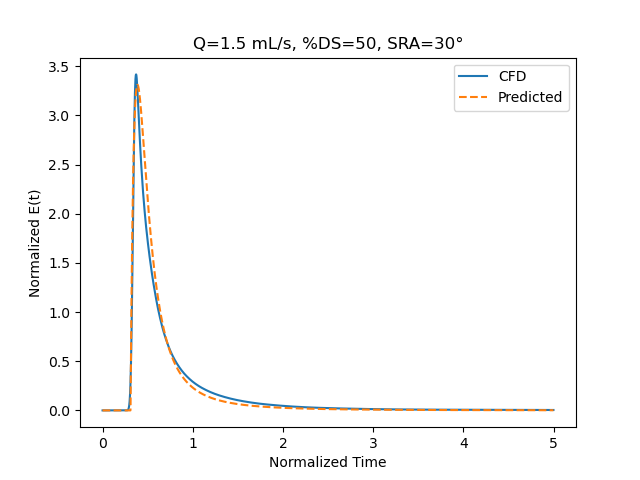 Q=1.5 mL/s, %DS=50, SRA=30°
CFD
Predicted
Normalized E(t)
3.5
3.0
2.5
2.0
1.5
1.0
0.5
0.0
0 1 2 3 4 5
Normalized Time